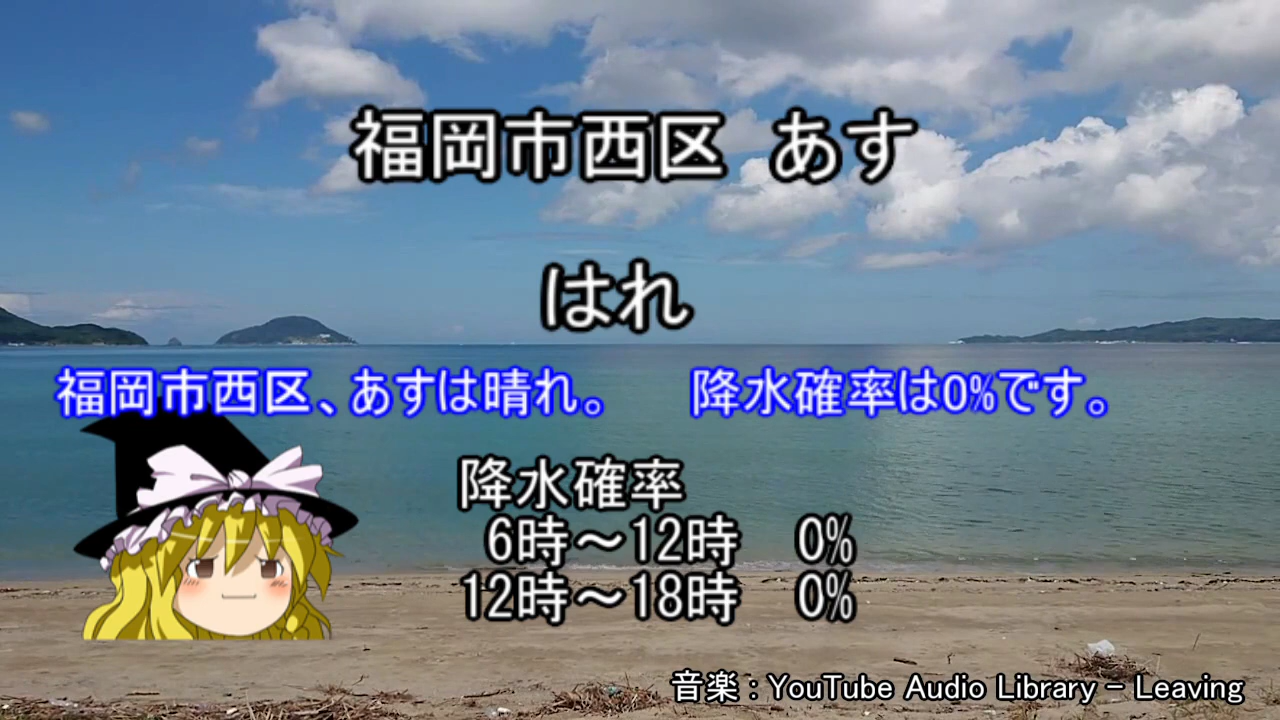 福岡市西区 あす
はれ
福岡市西区、あすは晴れ。 降水確率は0%です。
降水確率
6時～12時 0%
12時～18時 0%
音楽：YouTube Audio Library － Leaving